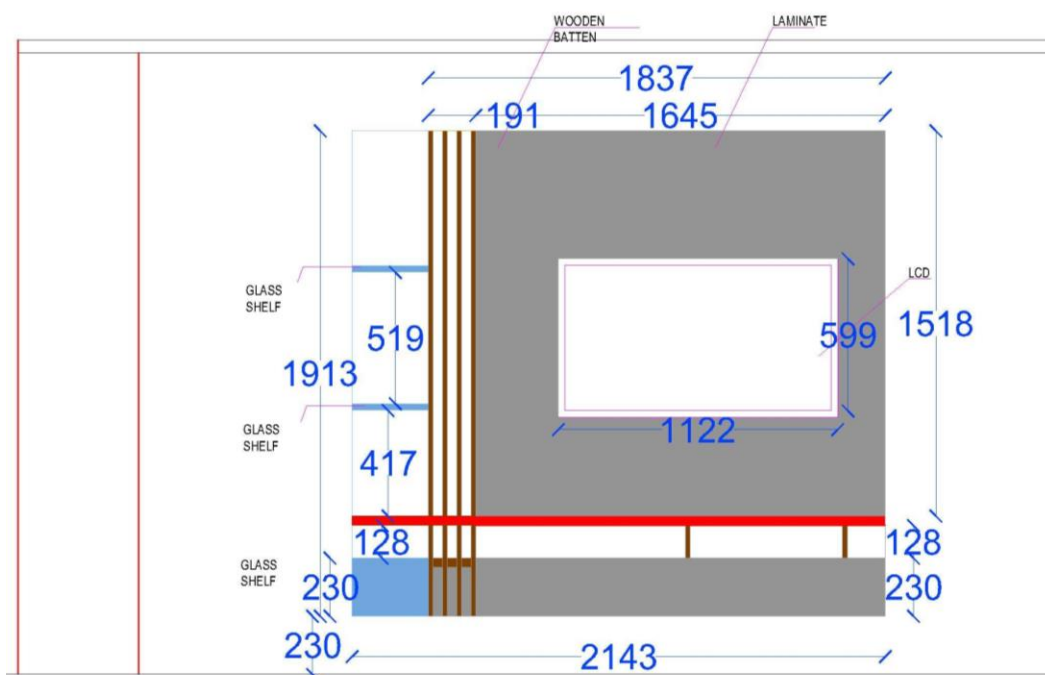 WOODEN
BATTEN
LAMINATE
1837
191
1645
GLASS
SHELF
LCD
519
599
1518
1913
GLASS
SHELF
1122
417
128
128
GLASS
SHELF
230
230
230
2143